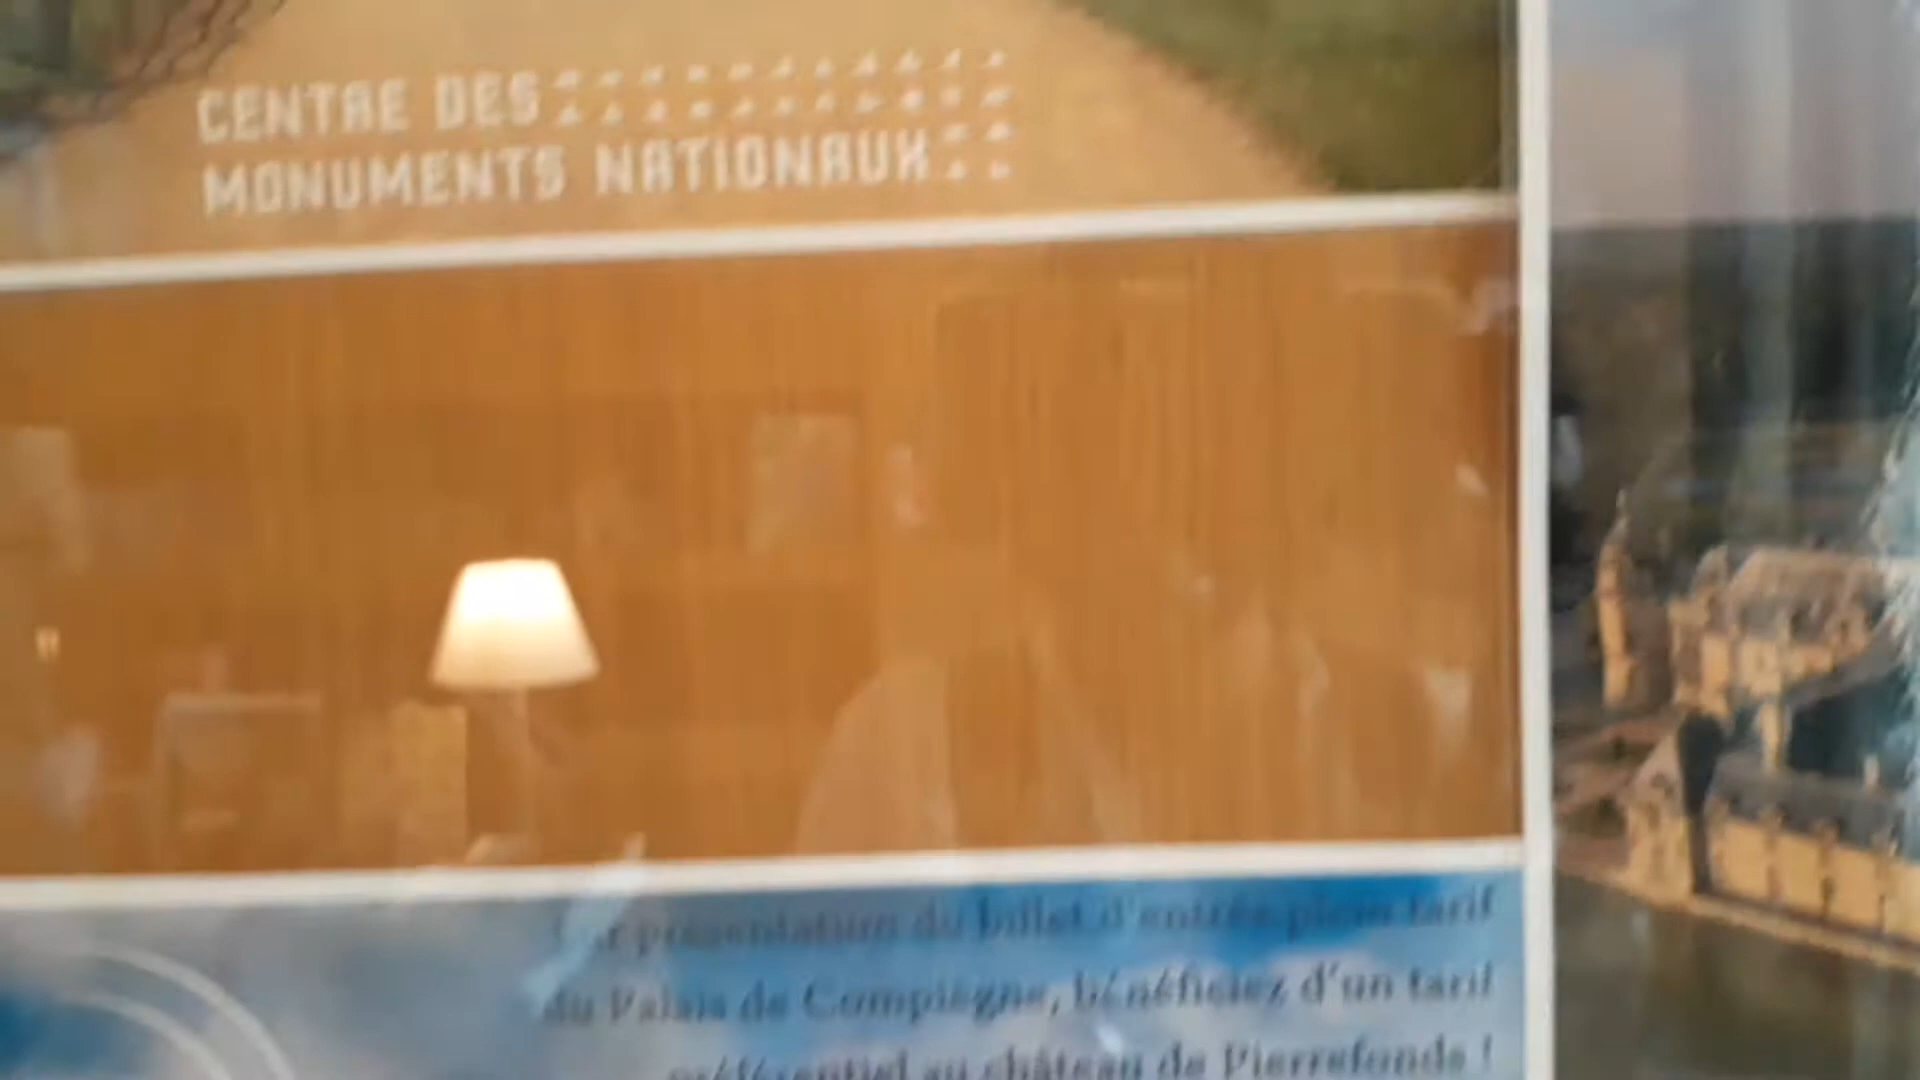 CENTRE DES
MONUMENTS NATIONAUX
Sur présentation du billet d'entrée plein tarif
du Palais de Compiègne, bénéficiez d'un tarif
préférentiel au château de Pierrefonds !